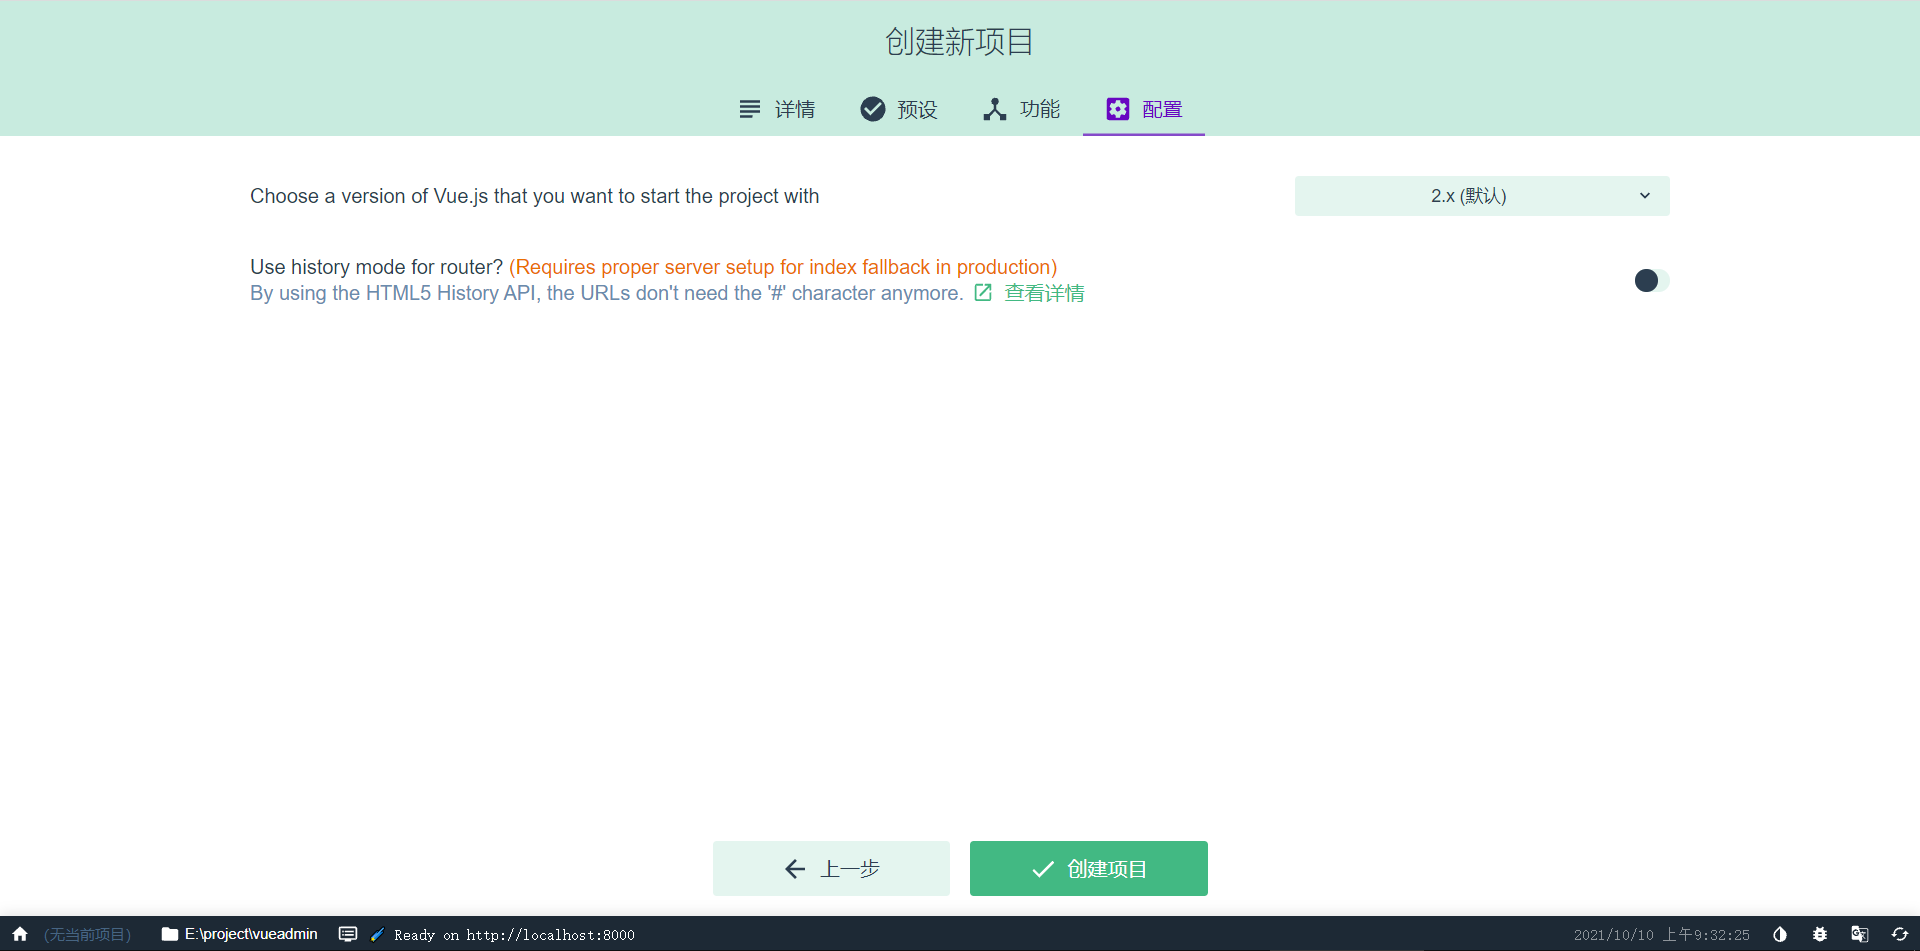 创建新项目
详情 预设 功能 配置
Choose a version of Vue.js that you want to start the project with 2.x (默认)
Use history mode for router? (Requires proper server setup for index fallback in production)
By using the HTML5 History API, the URLs don't need the '#' character anymore. 查看详情
上一步 创建项目
(无当前项目) E:\project\vueadmin Ready on http://localhost:8000 2021/10/10 上午9:32:25